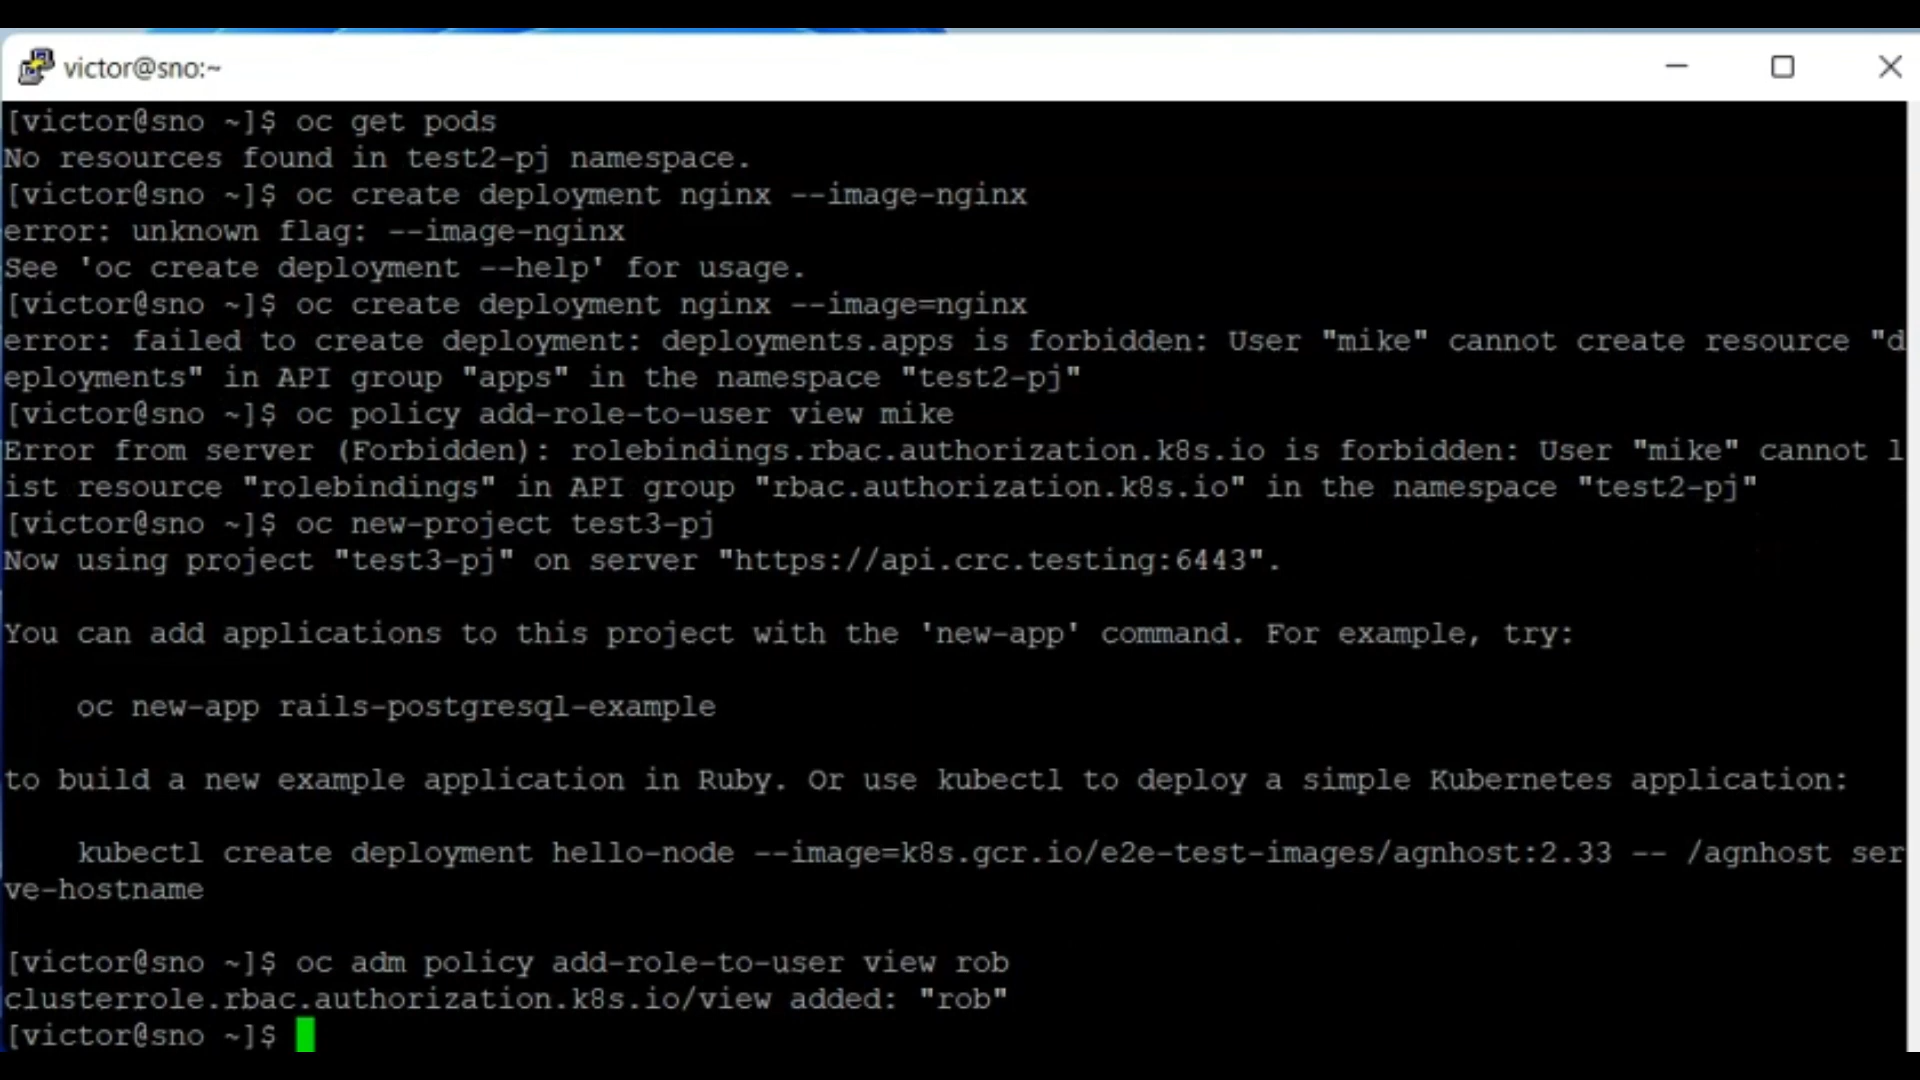 victor@sno:~
[victor@sno ~]$ oc get pods
No resources found in test2-pj namespace.
[victor@sno ~]$ oc create deployment nginx --image-nginx
error: unknown flag: --image-nginx
See 'oc create deployment --help' for usage.
[victor@sno ~]$ oc create deployment nginx --image=nginx
error: failed to create deployment: deployments.apps is forbidden: User "mike" cannot create resource "d
eployments" in API group "apps" in the namespace "test2-pj"
[victor@sno ~]$ oc policy add-role-to-user view mike
Error from server (Forbidden): rolebindings.rbac.authorization.k8s.io is forbidden: User "mike" cannot l
ist resource "rolebindings" in API group "rbac.authorization.k8s.io" in the namespace "test2-pj"
[victor@sno ~]$ oc new-project test3-pj
Now using project "test3-pj" on server "https://api.crc.testing:6443".
You can add applications to this project with the 'new-app' command. For example, try:
oc new-app rails-postgresql-example
to build a new example application in Ruby. Or use kubectl to deploy a simple Kubernetes application:
kubectl create deployment hello-node --image=k8s.gcr.io/e2e-test-images/agnhost:2.33 -- /agnhost ser
ve-hostname
[victor@sno ~]$ oc adm policy add-role-to-user view rob
clusterrole.rbac.authorization.k8s.io/view added: "rob"
[victor@sno ~]$